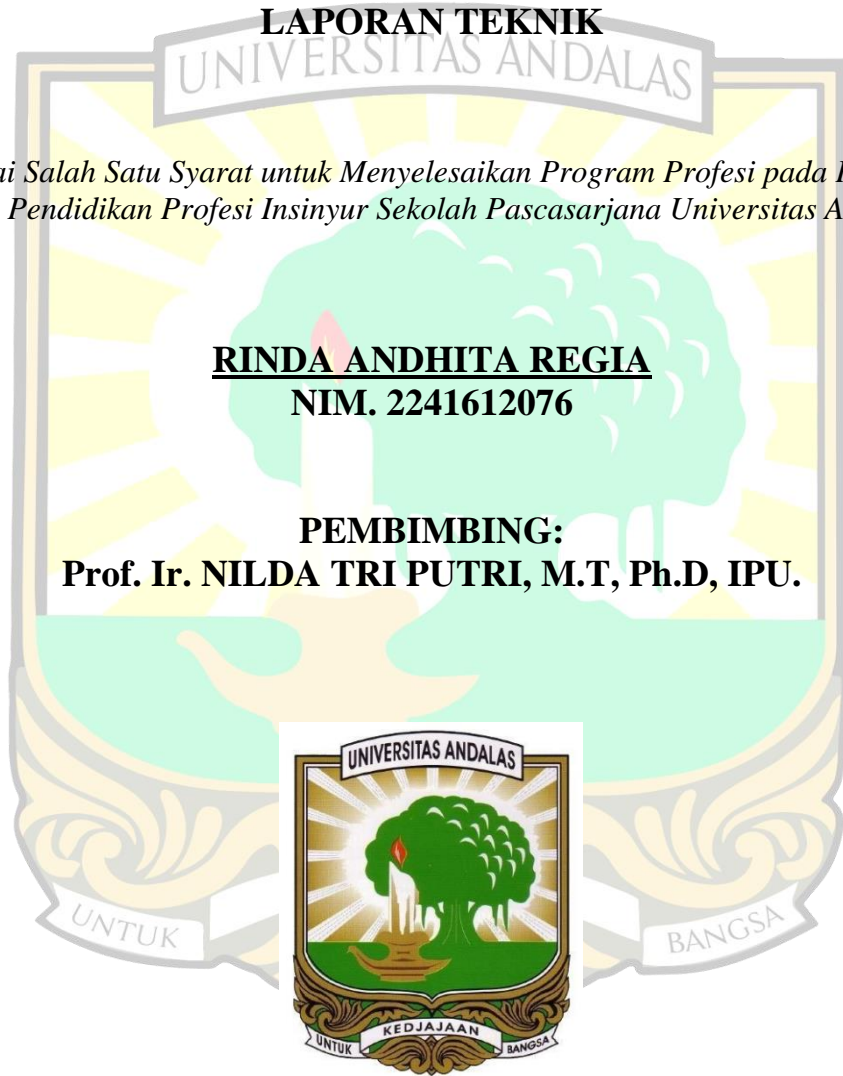 LAPORAN TEKNIK
UNIVERSITAS ANDALAS
Salah Satu Syarat untuk Menyelesaikan Program Profesi pada
Pendidikan Profesi Insinyur Sekolah Pascasarjana Universitas
RINDA ANDHITA REGIA
NIM. 2241612076
PEMBIMBING:
Prof. Ir. NILDA TRI PUTRI, M.T, Ph.D, IPU.
UNIVERSITAS ANDALAS
UNTUK BANGSA
KEDJAJAAN
UNTUK BANGSA